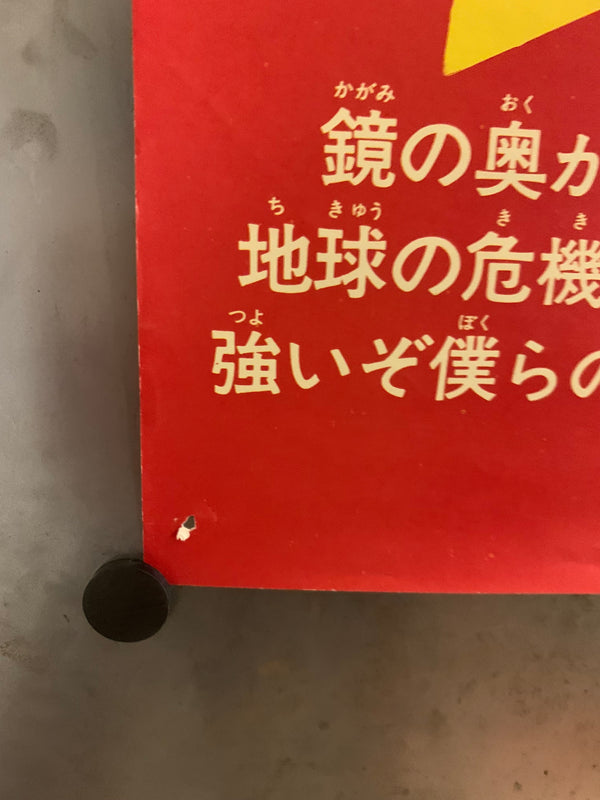 かがみ おく
鏡の奥か
ち きゅう き き
地球の危機
つよ ぼく
強いぞ僕らの